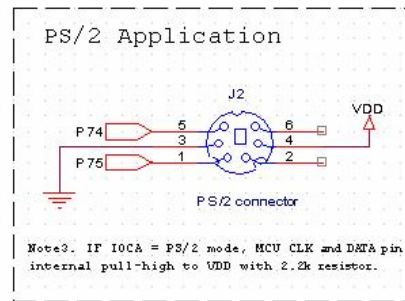 PS/2 Application
J2
VDD
P74 5 6
3 4
P75 1 2
PS/2 connector
Note3. IF IOCA = PS/2 mode, MCU CLK and DATA pin
internal pull-high to VDD with 2.2k resistor.